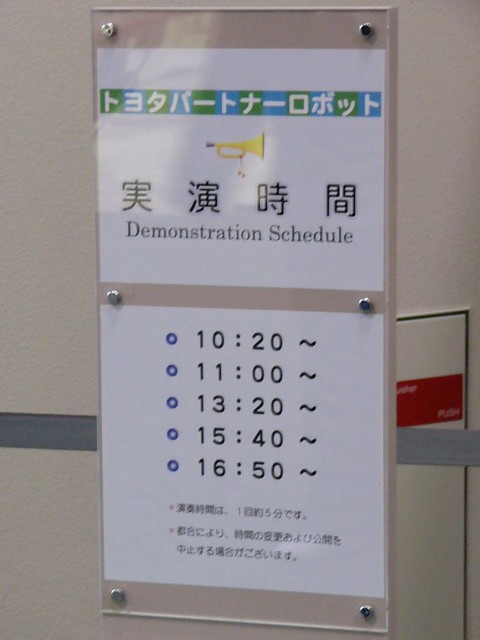 トヨタパートナーロボット
実演時間
Demonstration Schedule
10:20 ～
11:00 ～
13:20 ～
15:40 ～
16:50 ～
*演奏時間は、1回約5分です。
*都合により、時間の変更および公開を
中止する場合がございます。
PUSH